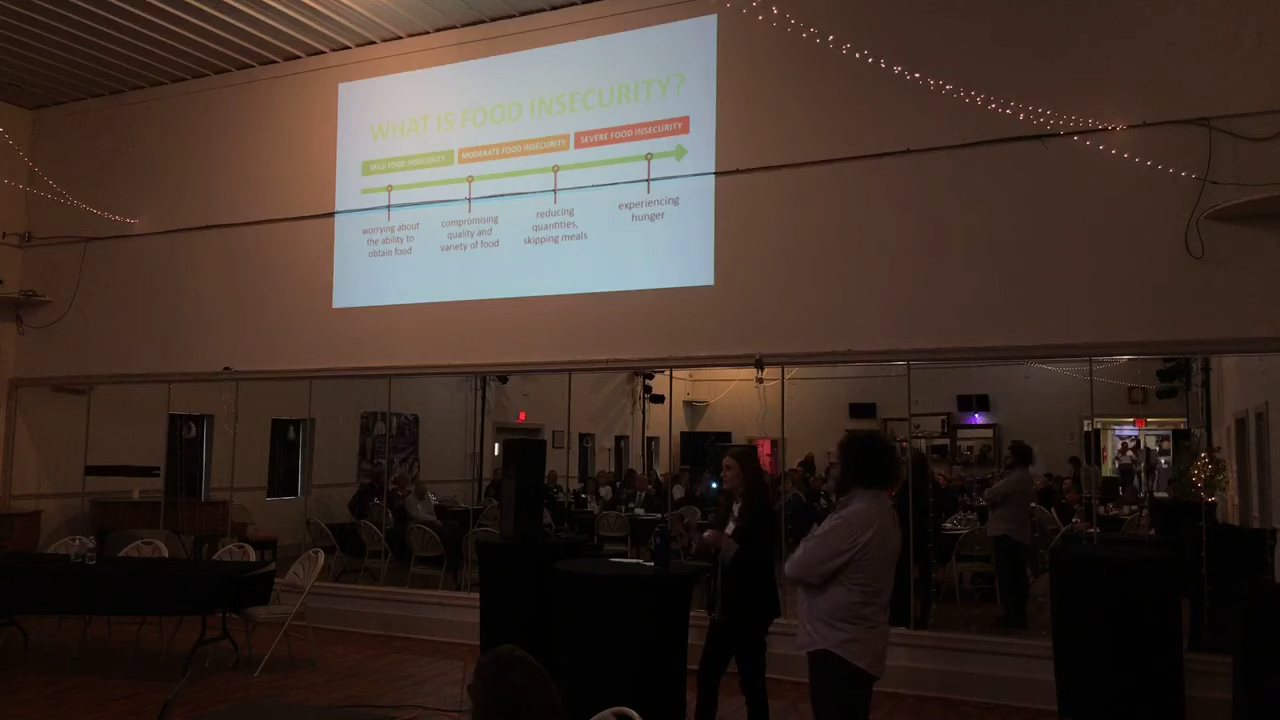 WHAT IS FOOD INSECURITY?
MILD FOOD INSECURITY
MODERATE FOOD INSECURITY
SEVERE FOOD INSECURITY
worrying about
the ability to
obtain food
compromising
quality and
variety of food
reducing
quantities,
skipping meals
experiencing
hunger